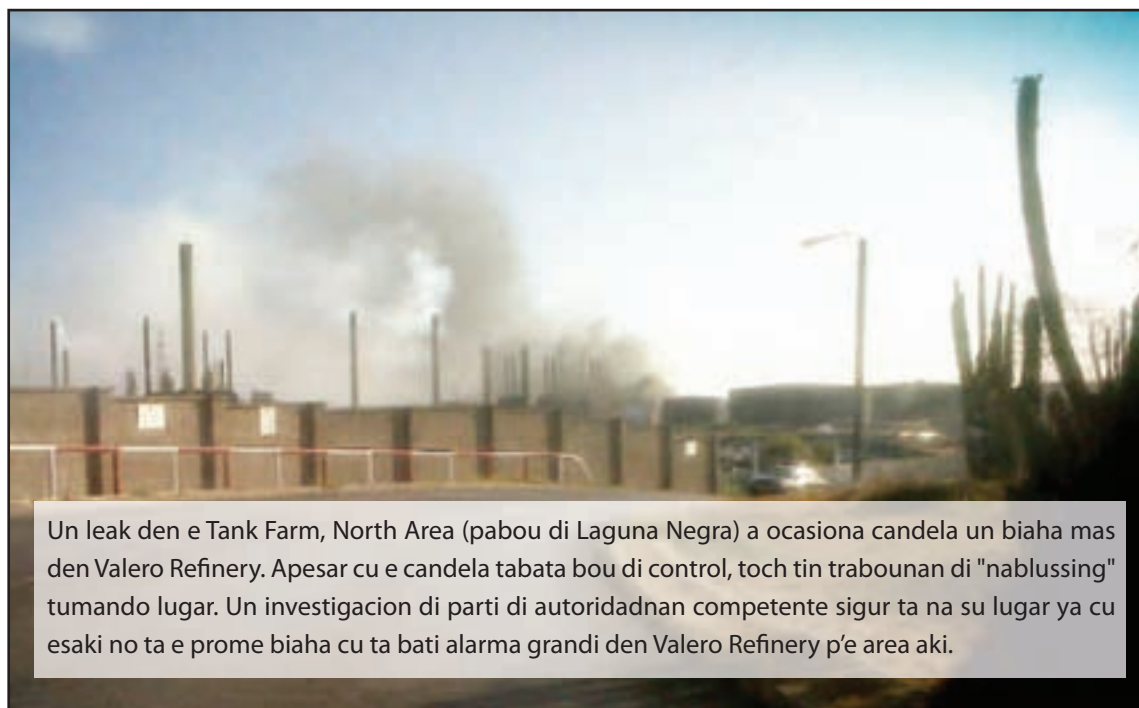 Un leak den e Tank Farm, North Area (pabou di Laguna Negra) a ocasiona candela un biaha mas
den Valero Refinery. Apesar cu e candela tabata bou di control, toch tin trabounan di "nablussing"
tumando lugar. Un investigacion di parti di autoridadnan competente sigur ta na su lugar ya cu
esaki no ta e prome biaha cu ta bati alarma grandi den Valero Refinery p'e area aki.